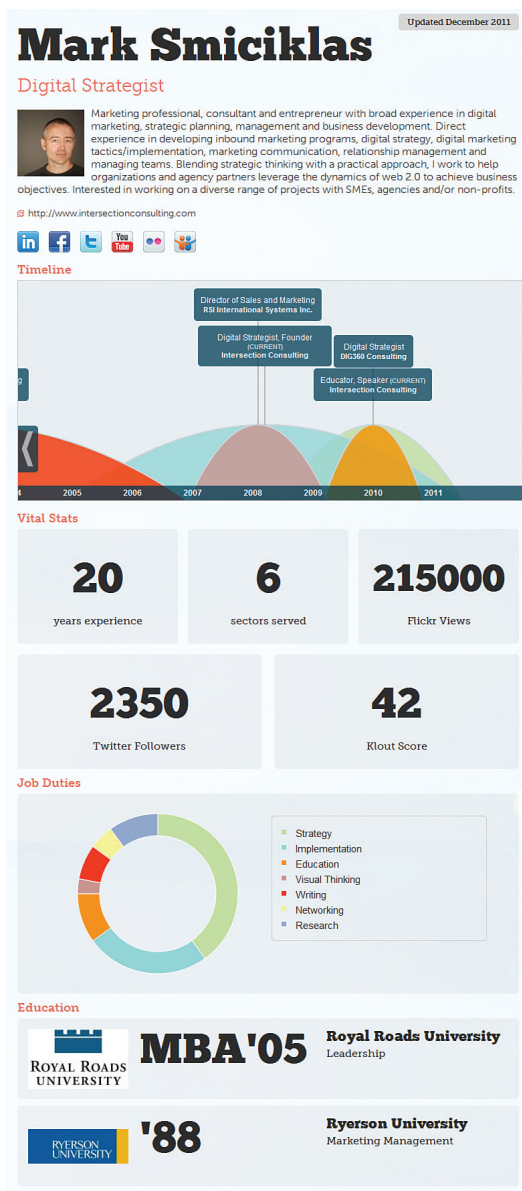 Updated December 2011
Mark Smiciklas
Digital Strategist
Marketing professional, consultant and entrepreneur with broad experience in digital
marketing, strategic planning, management and business development. Direct
experience in developing inbound marketing programs, digital strategy, digital marketing
tactics/implementation, marketing communication, relationship management and
managing teams. Blending strategic thinking with a practical approach, I work to help
organizations and agency partners leverage the dynamics of web 2.0 to achieve business
objectives. Interested in working on a diverse range of projects with SMEs, agencies and/or non-profits.
http://www.intersectionconsulting.com
in f t You Tube
Timeline
Director of Sales and Marketing
RSI International Systems Inc.
Digital Strategist, Founder
(CURRENT)
Intersection Consulting
Digital Strategist
DIG360 Consulting
g
Educator, Speaker (CURRENT)
Intersection Consulting
4 2005 2006 2007 2008 2009 2010 2011
Vital Stats
20 6 215000
years experience sectors served Flickr Views
2350 42
Twitter Followers Klout Score
Job Duties
Strategy
Implementation
Education
Visual Thinking
Writing
Networking
Research
Education
ROYAL ROADS
UNIVERSITY
MBA'05
Royal Roads University
Leadership
RYERSON
UNIVERSITY
'88
Ryerson University
Marketing Management